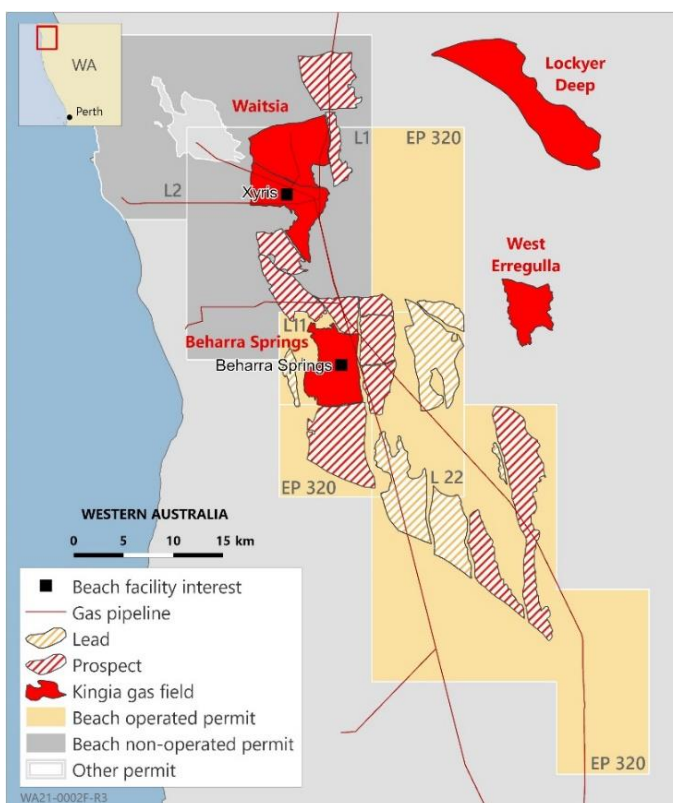 WA
Perth
Lockyer
Deep
Waitsia
L1
EP 320
L2
Xyris
West
Erregulla
L11
Beharra Springs
Beharra Springs
EP 320
L 22
WESTERN AUSTRALIA
0 5 10 15 km
Beach facility interest
Gas pipeline
Lead
Prospect
Kingia gas field
Beach operated permit
Beach non-operated permit
Other permit
EP 320
WA21-0002F-R3